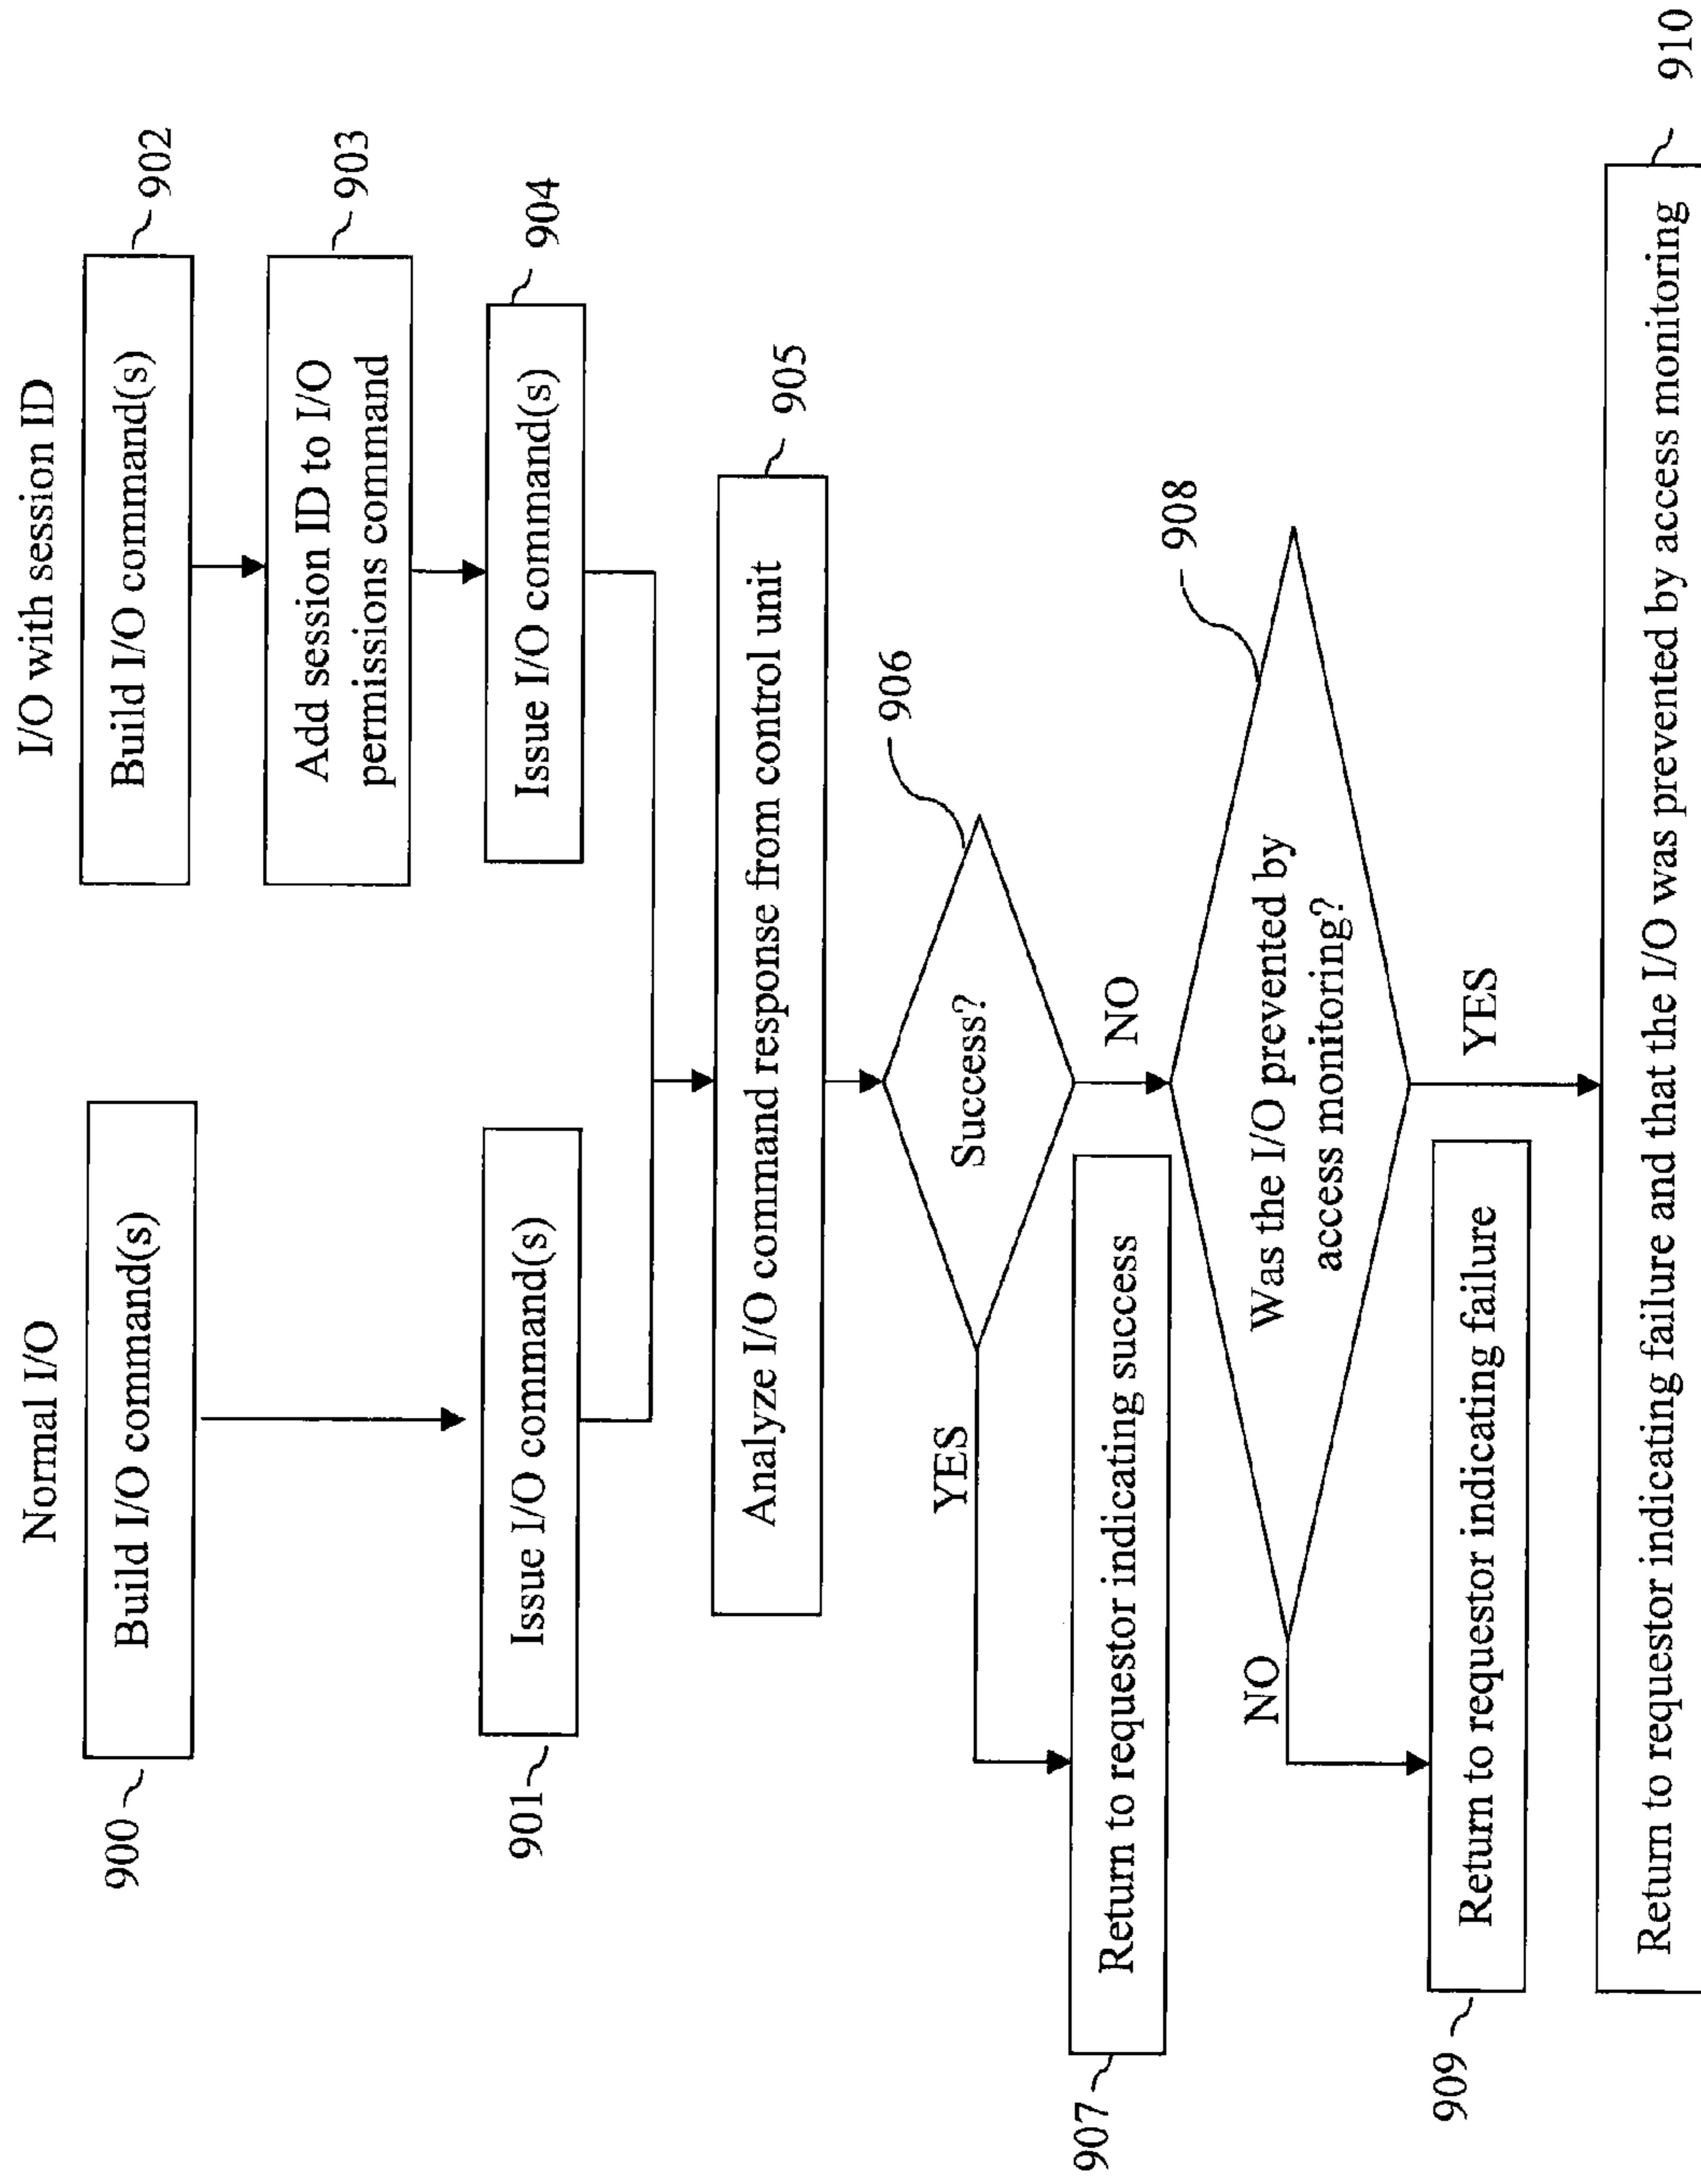 Normal I/O
I/O with session ID
900
Build I/O command(s)
Build I/O command(s)
902
Add session ID to I/O
permissions command
903
901
Issue I/O command(s)
Issue I/O command(s)
904
Analyze I/O command response from control unit
905
Success?
906
YES
NO
907
Return to requestor indicating success
Was the I/O prevented by
access monitoring?
908
NO
YES
909
Return to requestor indicating failure
Return to requestor indicating failure and that the I/O was prevented by access monitoring
910